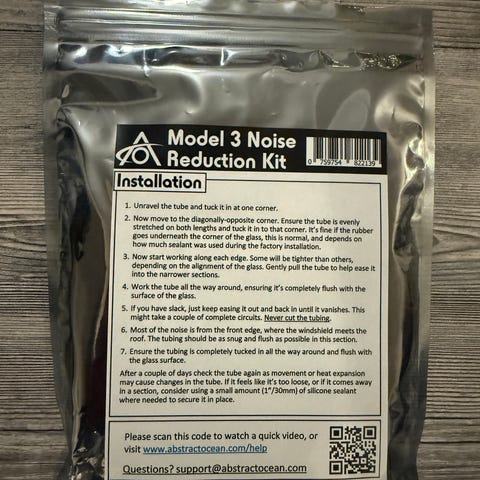 Model 3 Noise
Reduction Kit
0 759754 822139
Installation
1. Unravel the tube and tuck it in at one corner.
2. Now move to the diagonally-opposite corner. Ensure the tube is evenly
stretched on both lengths and tuck it in to that corner. It's fine if the rubber
goes underneath the corner of the glass, this is normal, and depends on
how much sealant was used during the factory installation.
3. Now start working along each edge. Some will be tighter than others,
depending on the alignment of the glass. Gently pull the tube to help ease it
into the narrower sections.
4. Work the tube all the way around, ensuring it's completely flush with the
surface of the glass.
5. If you have slack, just keep easing it out and back in until it vanishes. This
might take a couple of complete circuits. Never cut the tubing.
6. Most of the noise is from the front edge, where the windshield meets the
roof. The tubing should be as snug and flush as possible in this section.
7. Ensure the tubing is completely tucked in all the way around and flush with
the glass surface.
After a couple of days check the tube again as movement or heat expansion
may cause changes in the tube. If it feels like it's too loose, or if it comes away
in a section, consider using a small amount (1"/30mm) of silicone sealant
where needed to secure it in place.
Please scan this code to watch a quick video, or
visit www.abstractocean.com/help
Questions? support@abstractocean.com